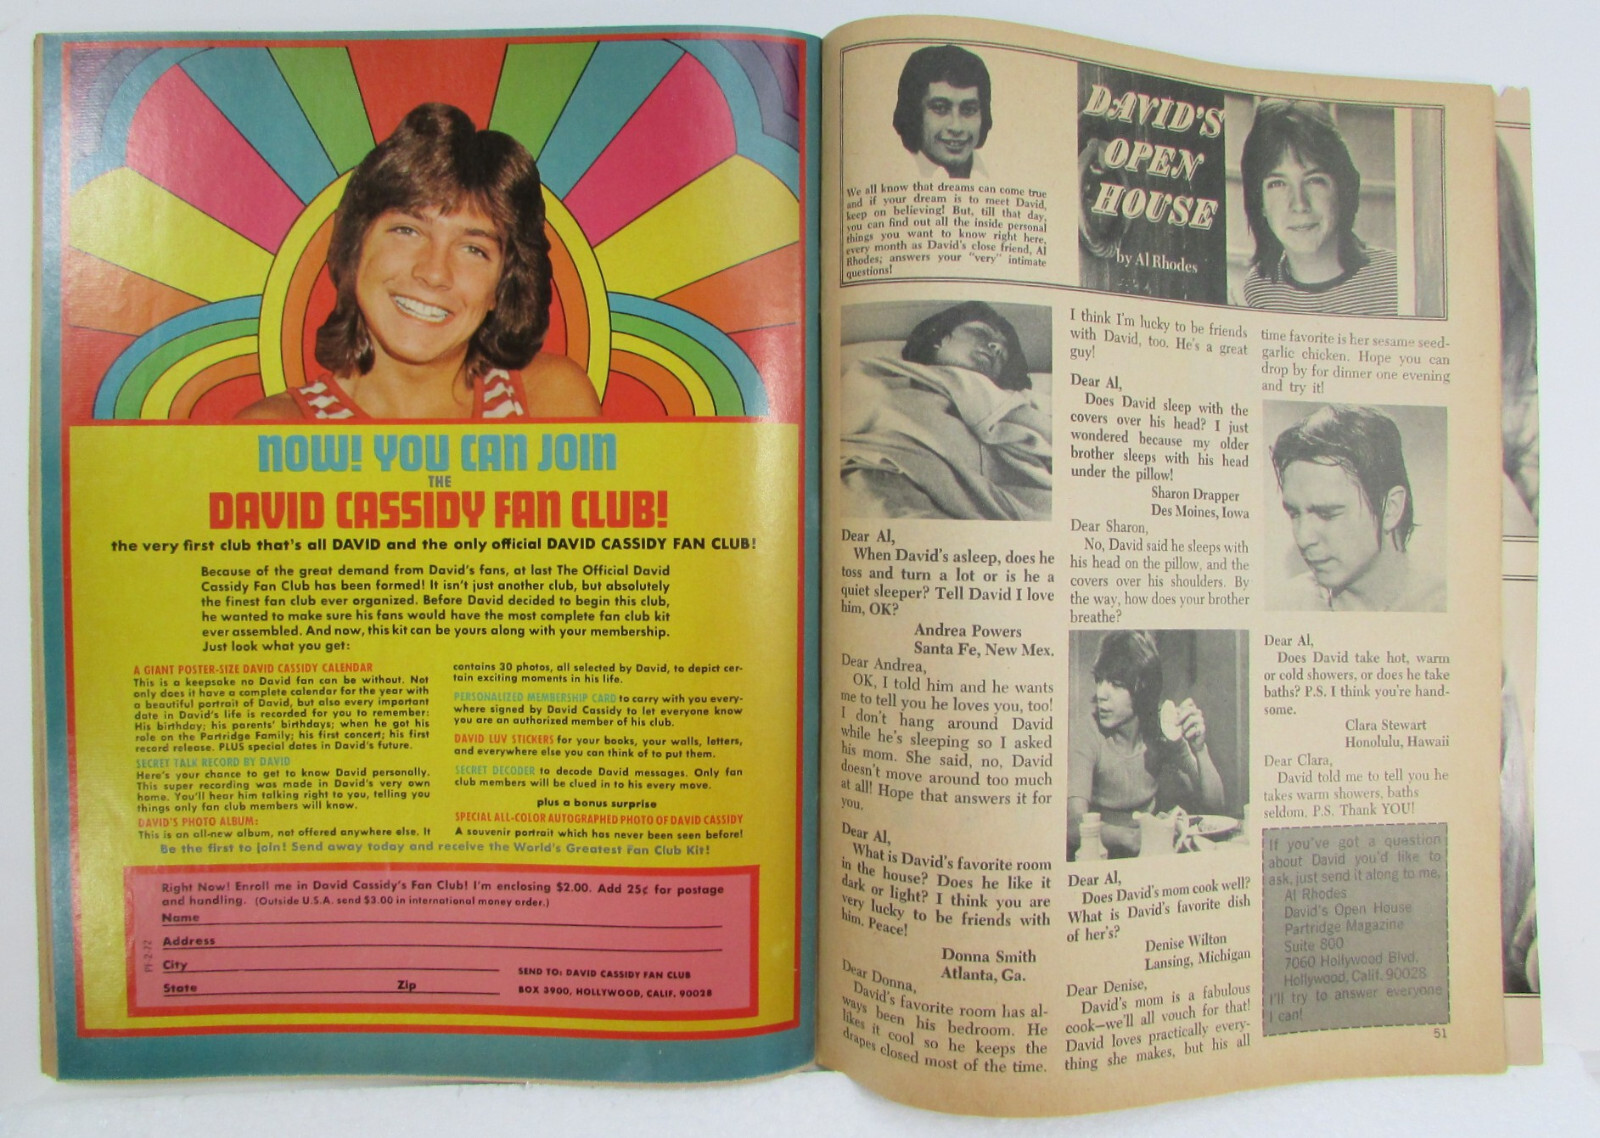 NOW! YOU CAN JOIN
THE
DAVID CASSIDY FAN CLUB!
the very first club that's all DAVID and the only official DAVID CASSIDY FAN CLUB!
Because of the great demand from David's fans, at last The Official David
Cassidy Fan Club has been formed! It isn't just another club, but absolutely
the finest fan club ever organized. Before David decided to begin this club,
he wanted to make sure his fans would have the most complete fan club kit
ever assembled. And now, this kit can be yours along with your membership.
Just look what you get:
A GIANT POSTER-SIZE DAVID CASSIDY CALENDAR
This is a keepsake no David fan can be without. Not
only does it have a complete calendar for the year with
a beautiful portrait of David, but also every important
date in David's life is recorded for you to remember:
His birthday; his parents' birthdays; when he got his
role on the Partridge Family; his first concert; his first
record release. PLUS special dates in David's future.
SECRET TALK RECORD BY DAVID
Here's your chance to get to know David personally.
This super recording was made in David's very own
home. You'll hear him talking right to you, telling you
things only fan club members will know.
DAVID'S PHOTO ALBUM:
This is an all-new album, not offered anywhere else. It
contains 30 photos, all selected by David, to depict cer-
tain exciting moments in his life.
PERSONALIZED MEMBERSHIP CARD to carry with you every-
where signed by David Cassidy to let everyone know
you are an authorized member of his club.
DAVID LUV STICKERS for your books, your walls, letters,
and everywhere else you can think of to put them.
SECRET DECODER to decode David messages. Only fan
club members will be clued in to his every move.
plus a bonus surprise
SPECIAL ALL-COLOR AUTOGRAPHED PHOTO OF DAVID CASSIDY
A souvenir portrait which has never been seen before!
Be the first to join! Send away today and receive the World's Greatest Fan Club Kit!
Right Now! Enroll me in David Cassidy's Fan Club! I'm enclosing $2.00. Add 25¢ for postage
and handling. (Outside U.S.A. send $3.00 in international money order.)
Name
Address
City
State Zip
SEND TO: DAVID CASSIDY FAN CLUB
BOX 3900, HOLLYWOOD, CALIF. 90028
We all know that dreams can come true
and if your dream is to meet David,
keep on believing! But, till that day,
you can find out all the inside personal
things you want to know right here,
every month as David's close friend, Al
Rhodes; answers your "very" intimate
questions!
DAVID'S
OPEN
HOUSE
by Al Rhodes
Dear Al,
When David's asleep, does he
toss and turn a lot or is he a
quiet sleeper? Tell David I love
him, OK?
Andrea Powers
Santa Fe, New Mex.
Dear Andrea,
OK, I told him and he wants
me to tell you he loves you, too!
I don't hang around David
while he's sleeping so I asked
his mom. She said, no, David
doesn't move around too much
at all! Hope that answers it for
you.
Dear Al,
What is David's favorite room
in the house? Does he like it
dark or light? I think you are
very lucky to be friends with
him. Peace!
Donna Smith
Atlanta, Ga.
Dear Donna,
David's favorite room has al-
ways been his bedroom. He
likes it cool so he keeps the
drapes closed most of the time.
I think I'm lucky to be friends
with David, too. He's a great
guy!
Dear Al,
Does David sleep with the
covers over his head? I just
wondered because my older
brother sleeps with his head
under the pillow!
Sharon Drapper
Des Moines, Iowa
Dear Sharon,
No, David said he sleeps with
his head on the pillow, and the
covers over his shoulders. By
the way, how does your brother
breathe?
Dear Al,
Does David's mom cook well?
What is David's favorite dish
of her's?
Denise Wilton
Lansing, Michigan
Dear Denise,
David's mom is a fabulous
cook—we'll all vouch for that!
David loves practically every-
thing she makes, but his all
time favorite is her sesame seed-
garlic chicken. Hope you can
drop by for dinner one evening
and try it!
Dear Al,
Does David take hot, warm
or cold showers, or does he take
baths? P.S. I think you're hand-
some.
Clara Stewart
Honolulu, Hawaii
Dear Clara,
David told me to tell you he
takes warm showers, baths
seldom. P.S. Thank YOU!
If you've got a question
about David you'd like to
ask, just send it along to me,
Al Rhodes
David's Open House
Partridge Magazine
Suite 800
7060 Hollywood Blvd.
Hollywood, Calif. 90028
I'll try to answer everyone
I can!
51